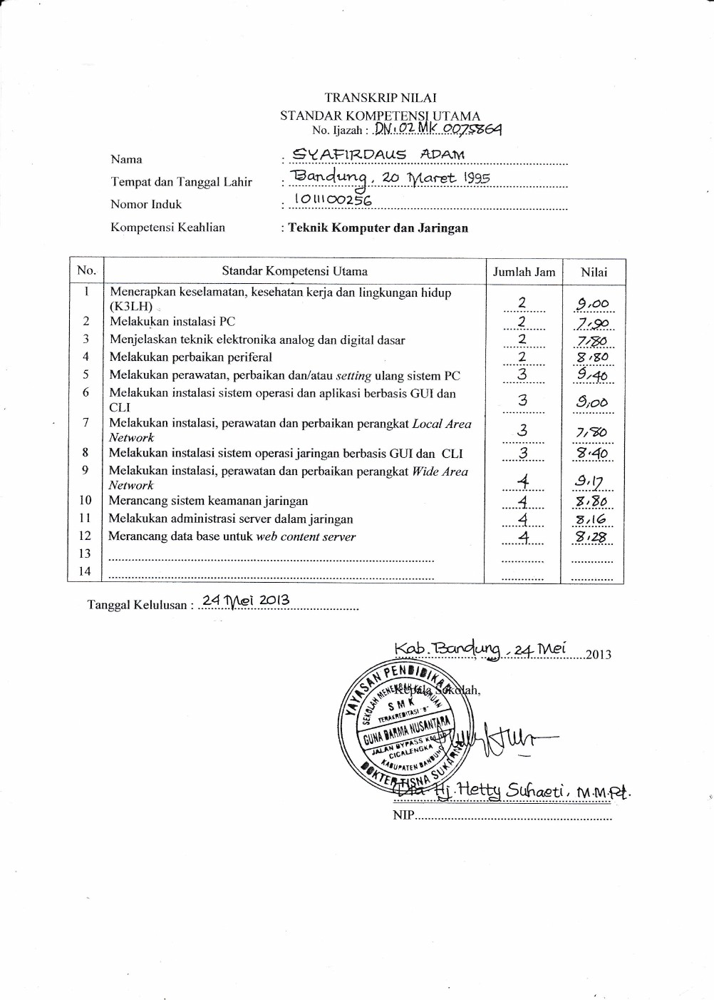 TRANSKRIP NILAI
STANDAR KOMPETENSI UTAMA
No. Ijazah : DN.02 MK 0075864
Nama : SYAFIRDAUS ADAM
Tempat dan Tanggal Lahir : Bandung, 20 Maret 1995
Nomor Induk : 101100256
Kompetensi Keahlian : Teknik Komputer dan Jaringan
No. Standar Kompetensi Utama Jumlah Jam Nilai
1 Menerapkan keselamatan, kesehatan kerja dan lingkungan hidup
(K3LH) 2 9,00
2 Melakukan instalasi PC 2 7,90
3 Menjelaskan teknik elektronika analog dan digital dasar 2 7,80
4 Melakukan perbaikan periferal 2 8,80
5 Melakukan perawatan, perbaikan dan/atau setting ulang sistem PC 3 9,40
6 Melakukan instalasi sistem operasi dan aplikasi berbasis GUI dan
CLI 3 9,00
7 Melakukan instalasi, perawatan dan perbaikan perangkat Local Area
Network 3 7,80
8 Melakukan instalasi sistem operasi jaringan berbasis GUI dan CLI 3 8,40
9 Melakukan instalasi, perawatan dan perbaikan perangkat Wide Area
Network 4 9,17
10 Merancang sistem keamanan jaringan 4 8,80
11 Melakukan administrasi server dalam jaringan 4 8,16
12 Merancang data base untuk web content server 4 8,28
13
14
Tanggal Kelulusan : 24 Mei 2013
Kab. Bandung, 24 Mei 2013
Kepala Sekolah,
YAYASAN PENDIDIKAN
SEKOLAH MENENGAH KEJURUAN
SMK
TERAKREDITASI "B"
GUNA DARMA NUSANTARA
JALAN BYPASS
CICALENGKA
KABUPATEN BANDUNG
DOKTER TISNA SUKARNA
Dra. Hj. Hetty Suhaeti, M.M.Pd.
NIP